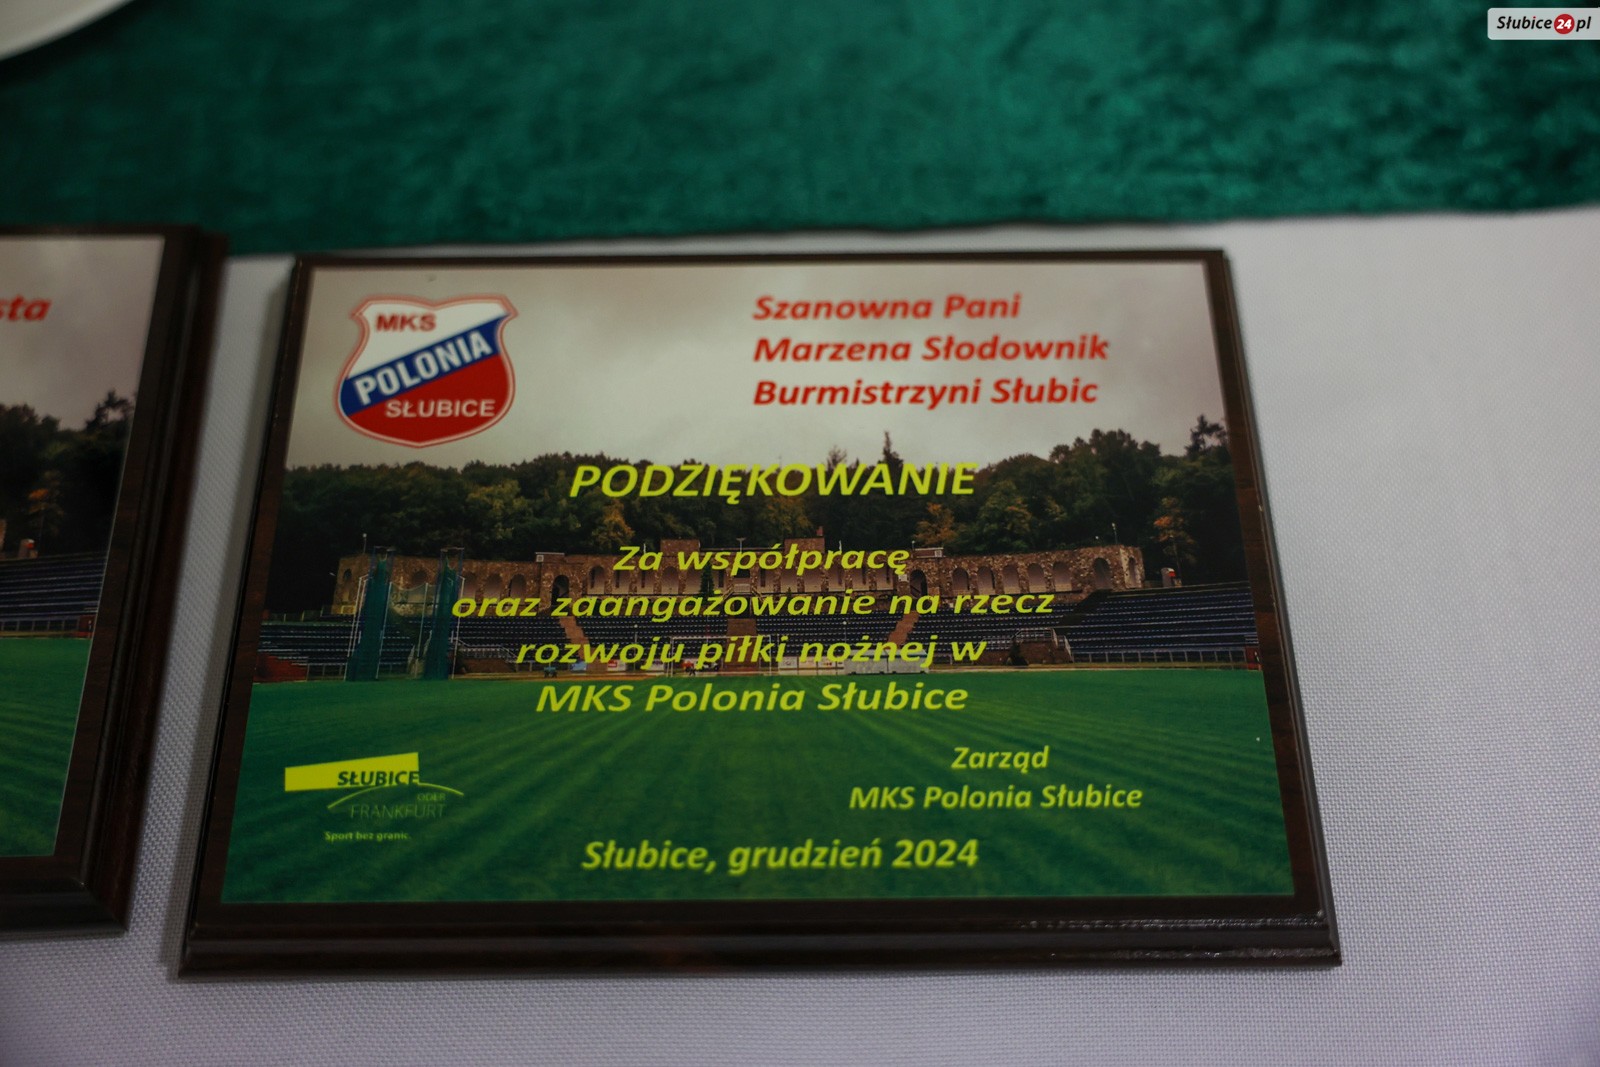 Słubice24.pl
MKS
POLONIA
SŁUBICE
Szanowna Pani
Marzena Słodownik
Burmistrzyni Słubic
PODZIĘKOWANIE
Za współpracę
oraz zaangażowanie na rzecz
rozwoju piłki nożnej w
MKS Polonia Słubice
Zarząd
MKS Polonia Słubice
SŁUBICE
ODER
FRANKFURT
Sport bez granic.
Słubice, grudzień 2024